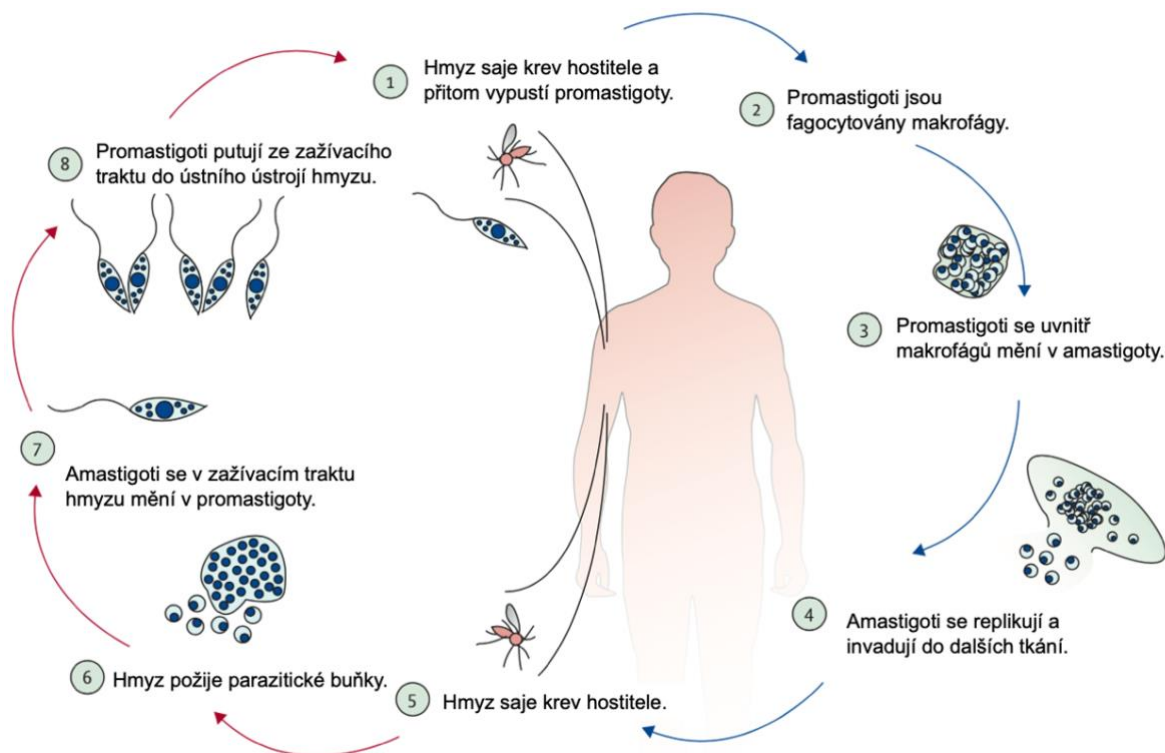 1
Hmyz saje krev hostitele a
přitom vypustí promastigoty.
2
Promastigoti jsou
fagocytovány makrofágy.
3
Promastigoti se uvnitř
makrofágů mění v amastigoty.
4
Amastigoti se replikují a
invadují do dalších tkání.
5
Hmyz saje krev hostitele.
6
Hmyz požije parazitické buňky.
7
Amastigoti se v zažívacím traktu
hmyzu mění v promastigoty.
8
Promastigoti putují ze zažívacího
traktu do ústního ústrojí hmyzu.